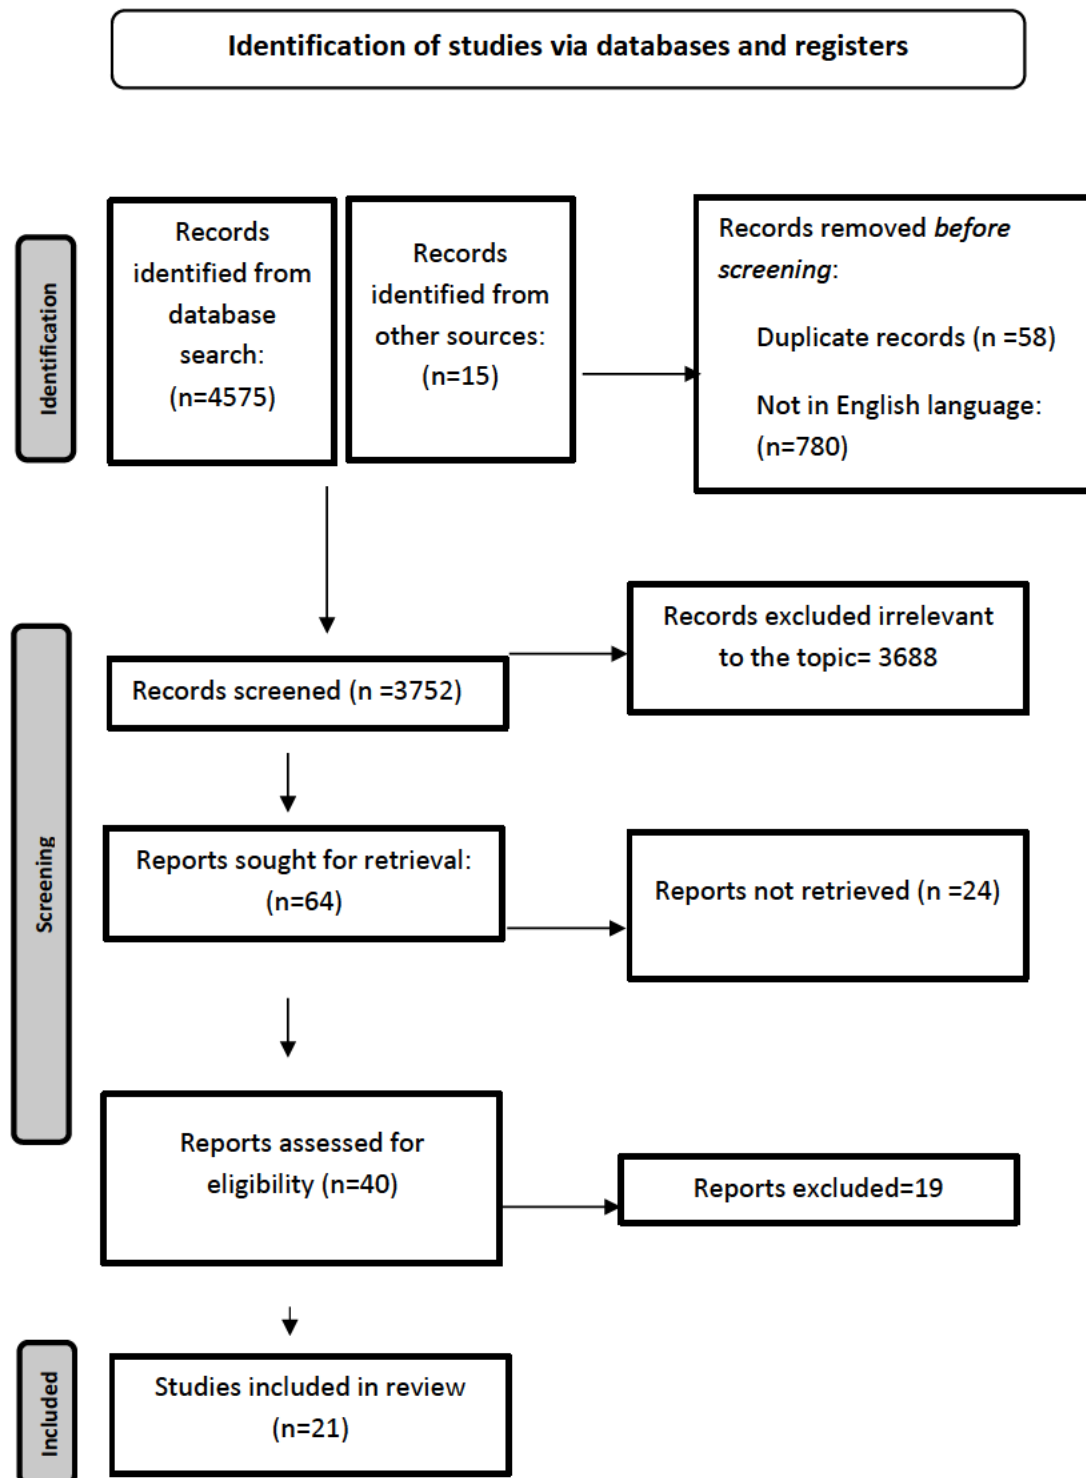 Identification of studies via databases and registers
Identification
Records
identified from
database
search:
(n=4575)
Records
identified from
other sources:
(n=15)
Records removed before
screening:
Duplicate records (n =58)
Not in English language:
(n=780)
Screening
Records screened (n =3752)
Records excluded irrelevant
to the topic= 3688
Reports sought for retrieval:
(n=64)
Reports not retrieved (n =24)
Reports assessed for
eligibility (n=40)
Reports excluded=19
Included
Studies included in review
(n=21)